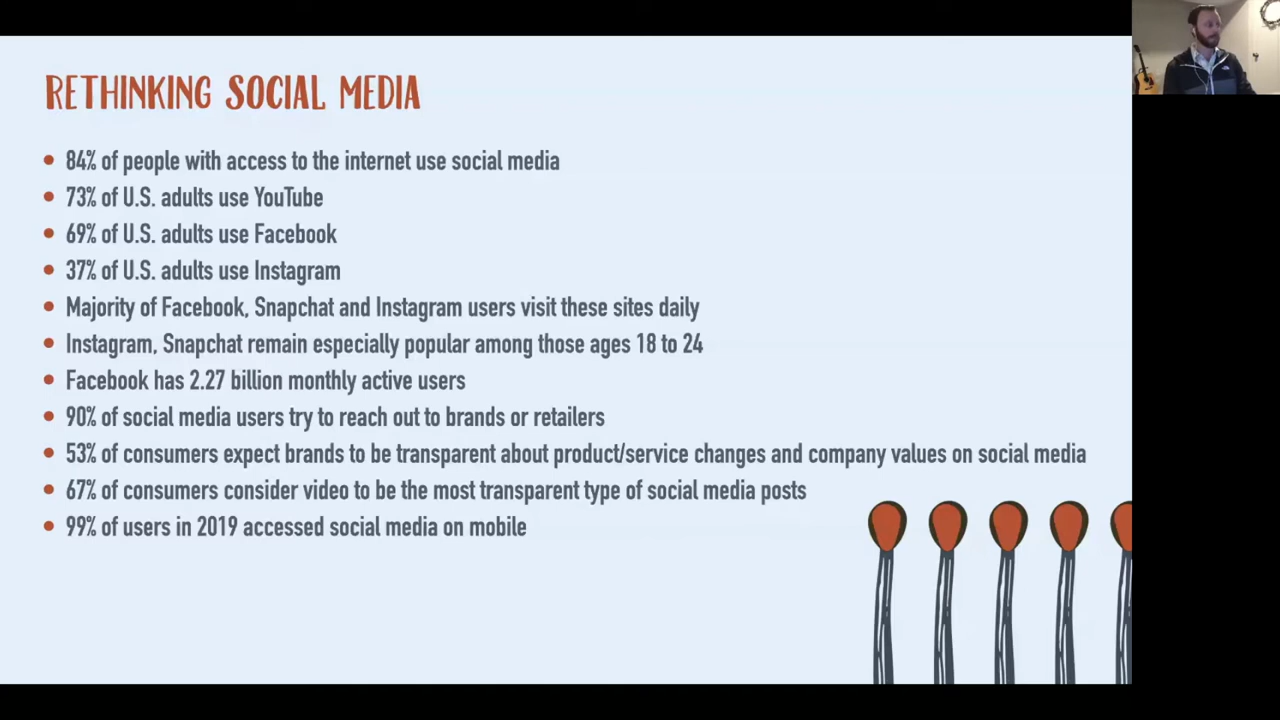 RETHINKING SOCIAL MEDIA
84% of people with access to the internet use social media
73% of U.S. adults use YouTube
69% of U.S. adults use Facebook
37% of U.S. adults use Instagram
Majority of Facebook, Snapchat and Instagram users visit these sites daily
Instagram, Snapchat remain especially popular among those ages 18 to 24
Facebook has 2.27 billion monthly active users
90% of social media users try to reach out to brands or retailers
53% of consumers expect brands to be transparent about product/service changes and company values on social media
67% of consumers consider video to be the most transparent type of social media posts
99% of users in 2019 accessed social media on mobile